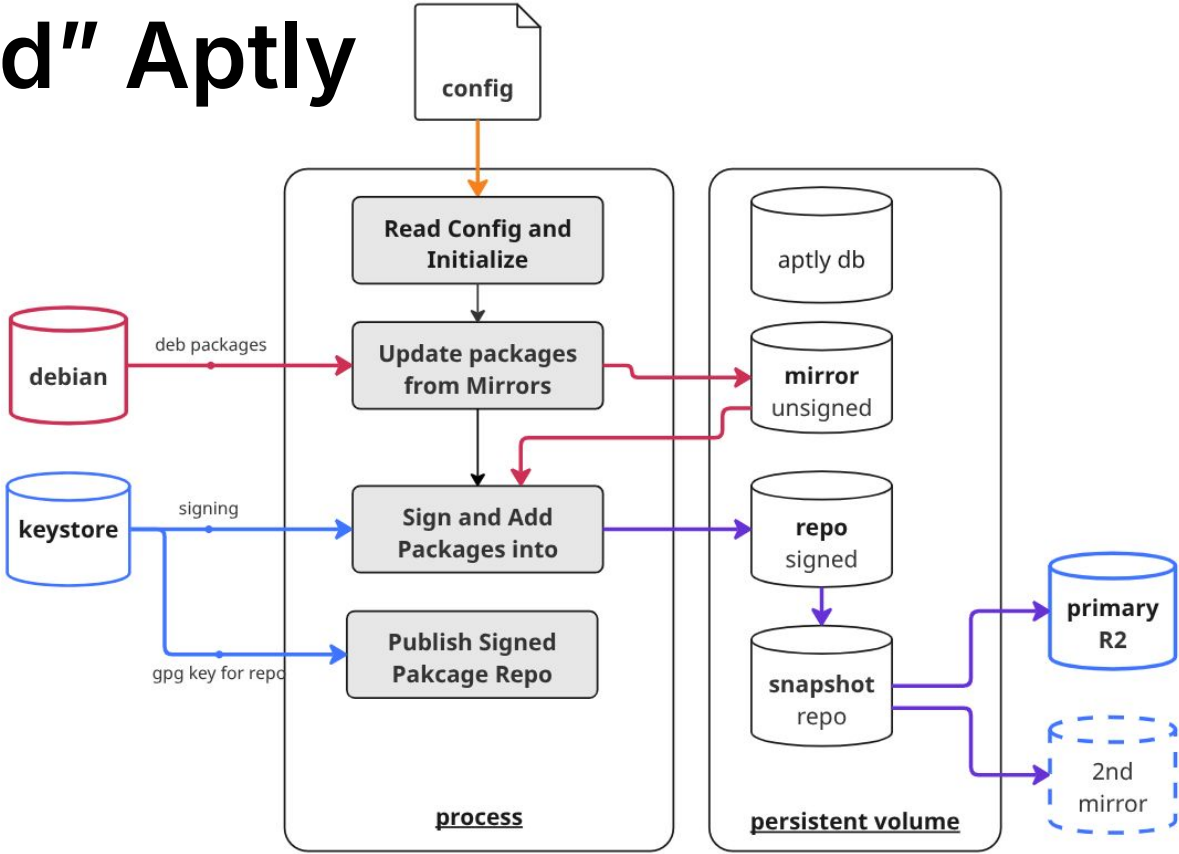 d” Aptly
config
Read Config and
Initialize
aptly db
deb packages
debian
Update packages
from Mirrors
mirror
unsigned
signing
keystore
Sign and Add
Packages into
repo
signed
gpg key for repo
Publish Signed
Pakcage Repo
snapshot
repo
primary
R2
2nd
mirror
process
persistent volume